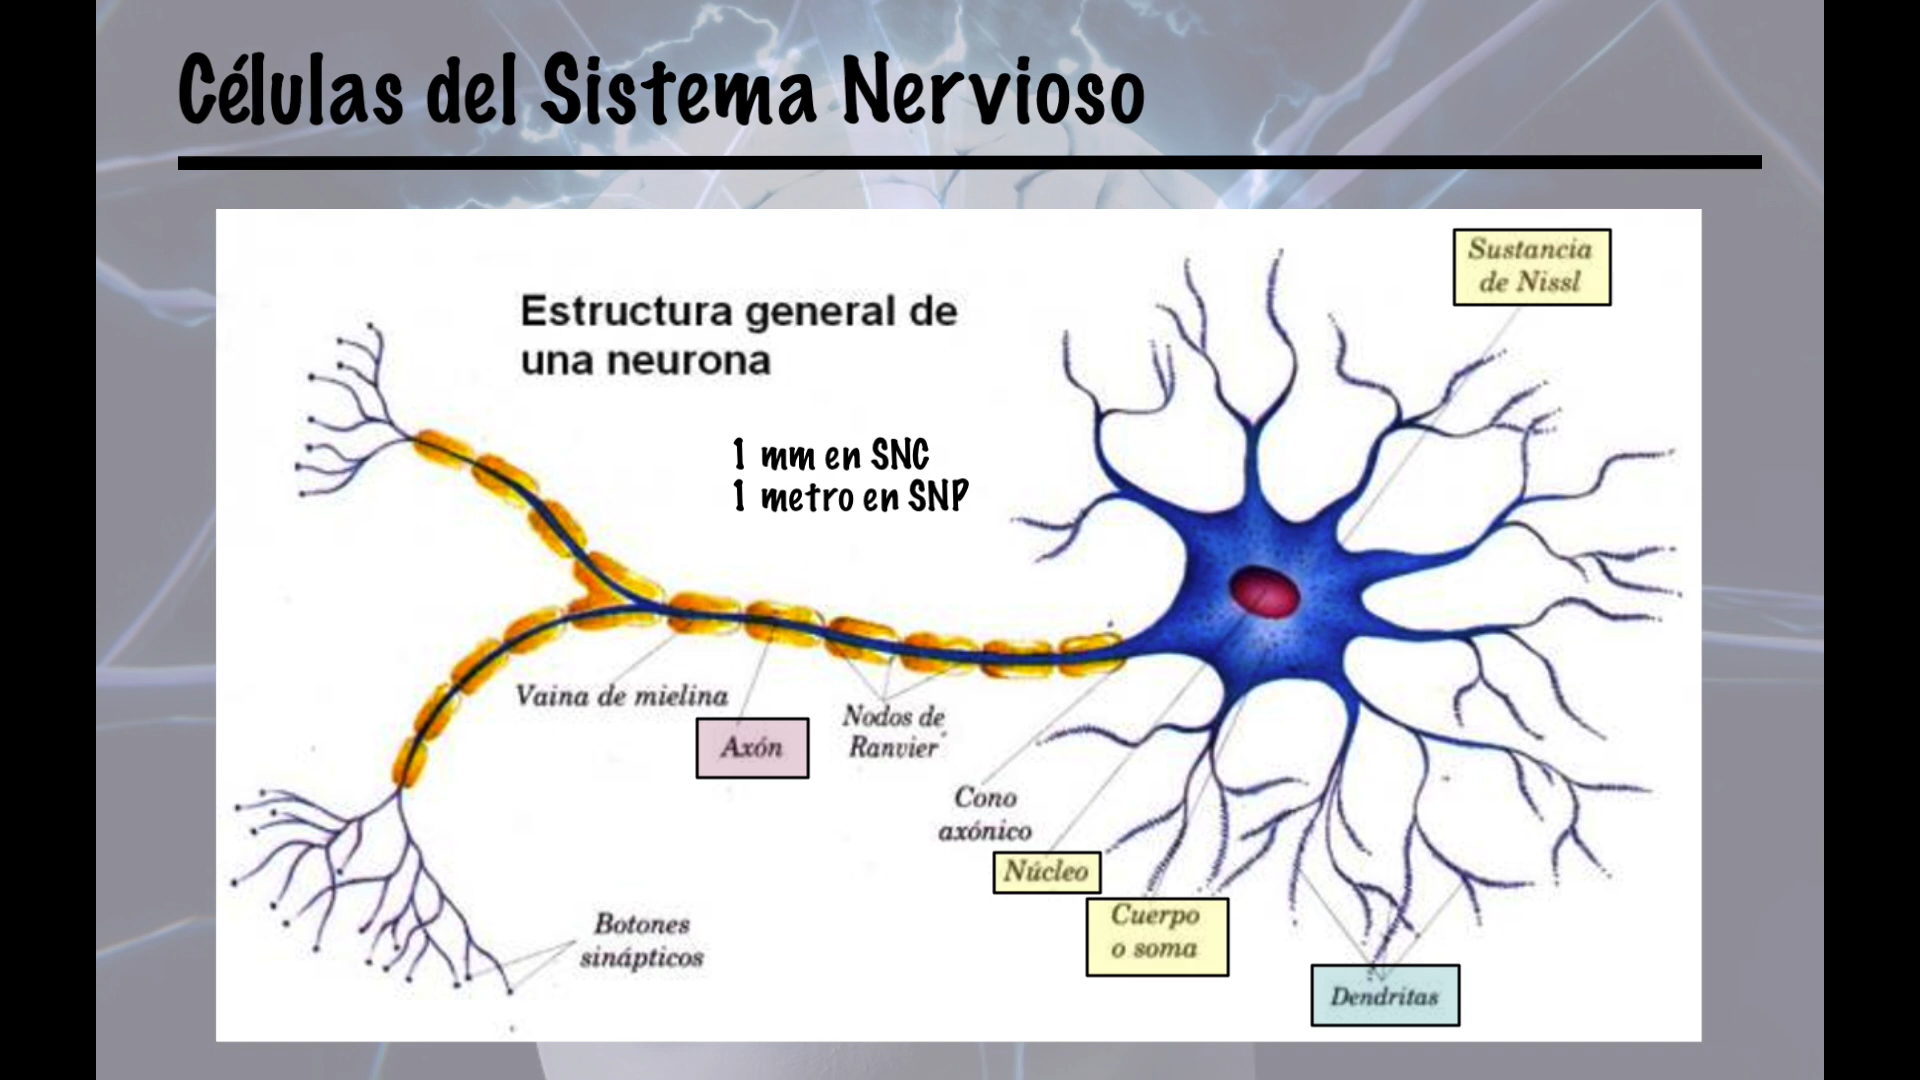 Células del Sistema Nervioso
Sustancia
de Nissl
Estructura general de
una neurona
1 mm en SNC
1 metro en SNP
Vaina de mielina
Axón
Nodos de
Ranvier
Cono
axónico
Núcleo
Cuerpo
o soma
Botones
sinápticos
Dendritas